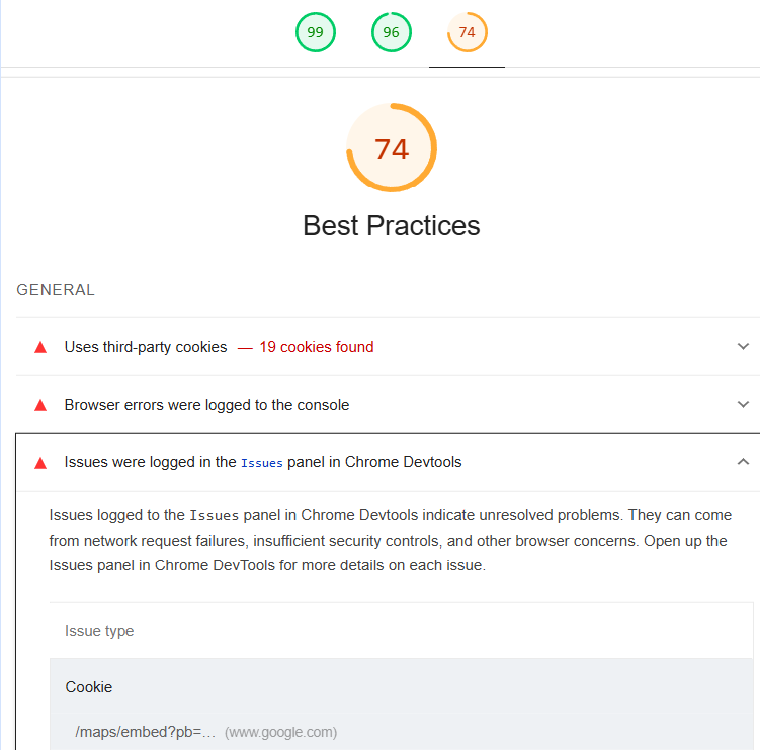 99 96 74
74
Best Practices
GENERAL
Uses third-party cookies — 19 cookies found
Browser errors were logged to the console
Issues were logged in the Issues panel in Chrome Devtools
Issues logged to the Issues panel in Chrome Devtools indicate unresolved problems. They can come
from network request failures, insufficient security controls, and other browser concerns. Open up the
Issues panel in Chrome DevTools for more details on each issue.
Issue type
Cookie
/maps/embed?pb=… (www.google.com)